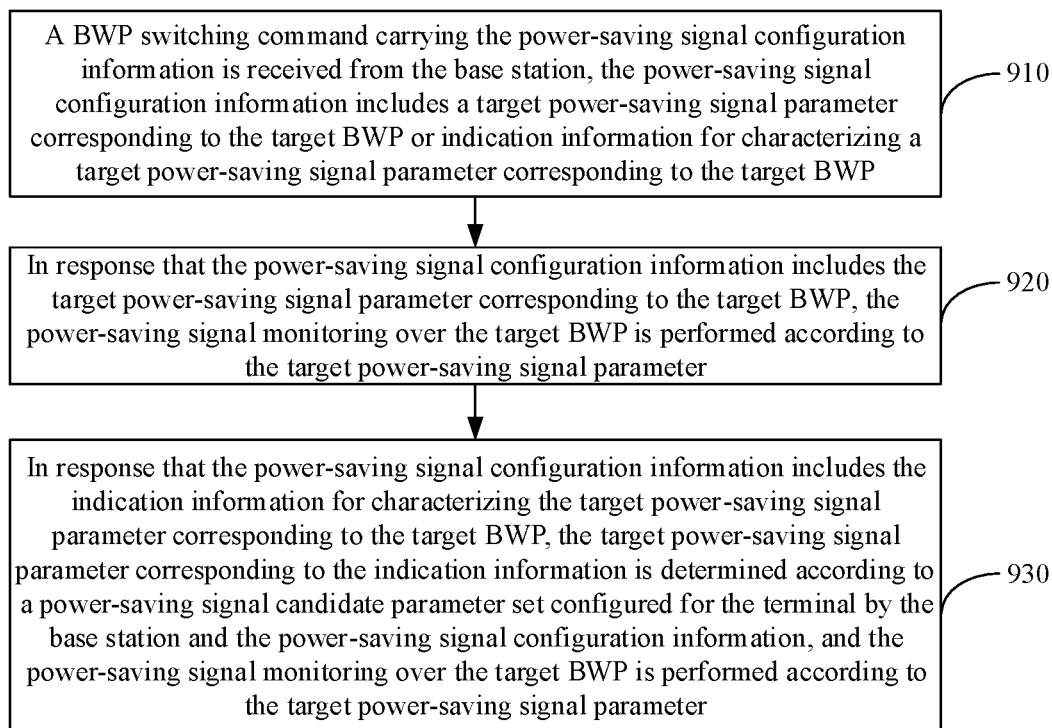 A BWP switching command carrying the power-saving signal configuration
information is received from the base station, the power-saving signal
configuration information includes a target power-saving signal parameter
corresponding to the target BWP or indication information for characterizing a
target power-saving signal parameter corresponding to the target BWP
910
In response that the power-saving signal configuration information includes the
target power-saving signal parameter corresponding to the target BWP, the
power-saving signal monitoring over the target BWP is performed according to
the target power-saving signal parameter
920
In response that the power-saving signal configuration information includes the
indication information for characterizing the target power-saving signal
parameter corresponding to the target BWP, the target power-saving signal
parameter corresponding to the indication information is determined according to
a power-saving signal candidate parameter set configured for the terminal by the
base station and the power-saving signal configuration information, and the
power-saving signal monitoring over the target BWP is performed according to
the target power-saving signal parameter
930